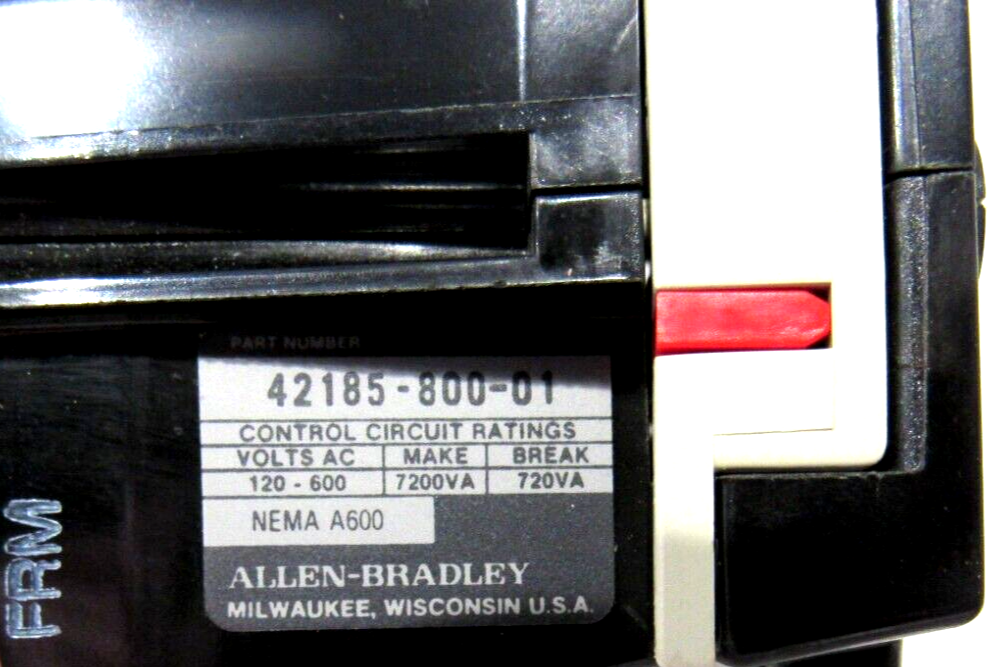 PART NUMBER
42185-800-01
CONTROL CIRCUIT RATINGS
VOLTS AC MAKE BREAK
120 - 600 7200VA 720VA
NEMA A600
ALLEN-BRADLEY
MILWAUKEE, WISCONSIN U.S.A.
FRM